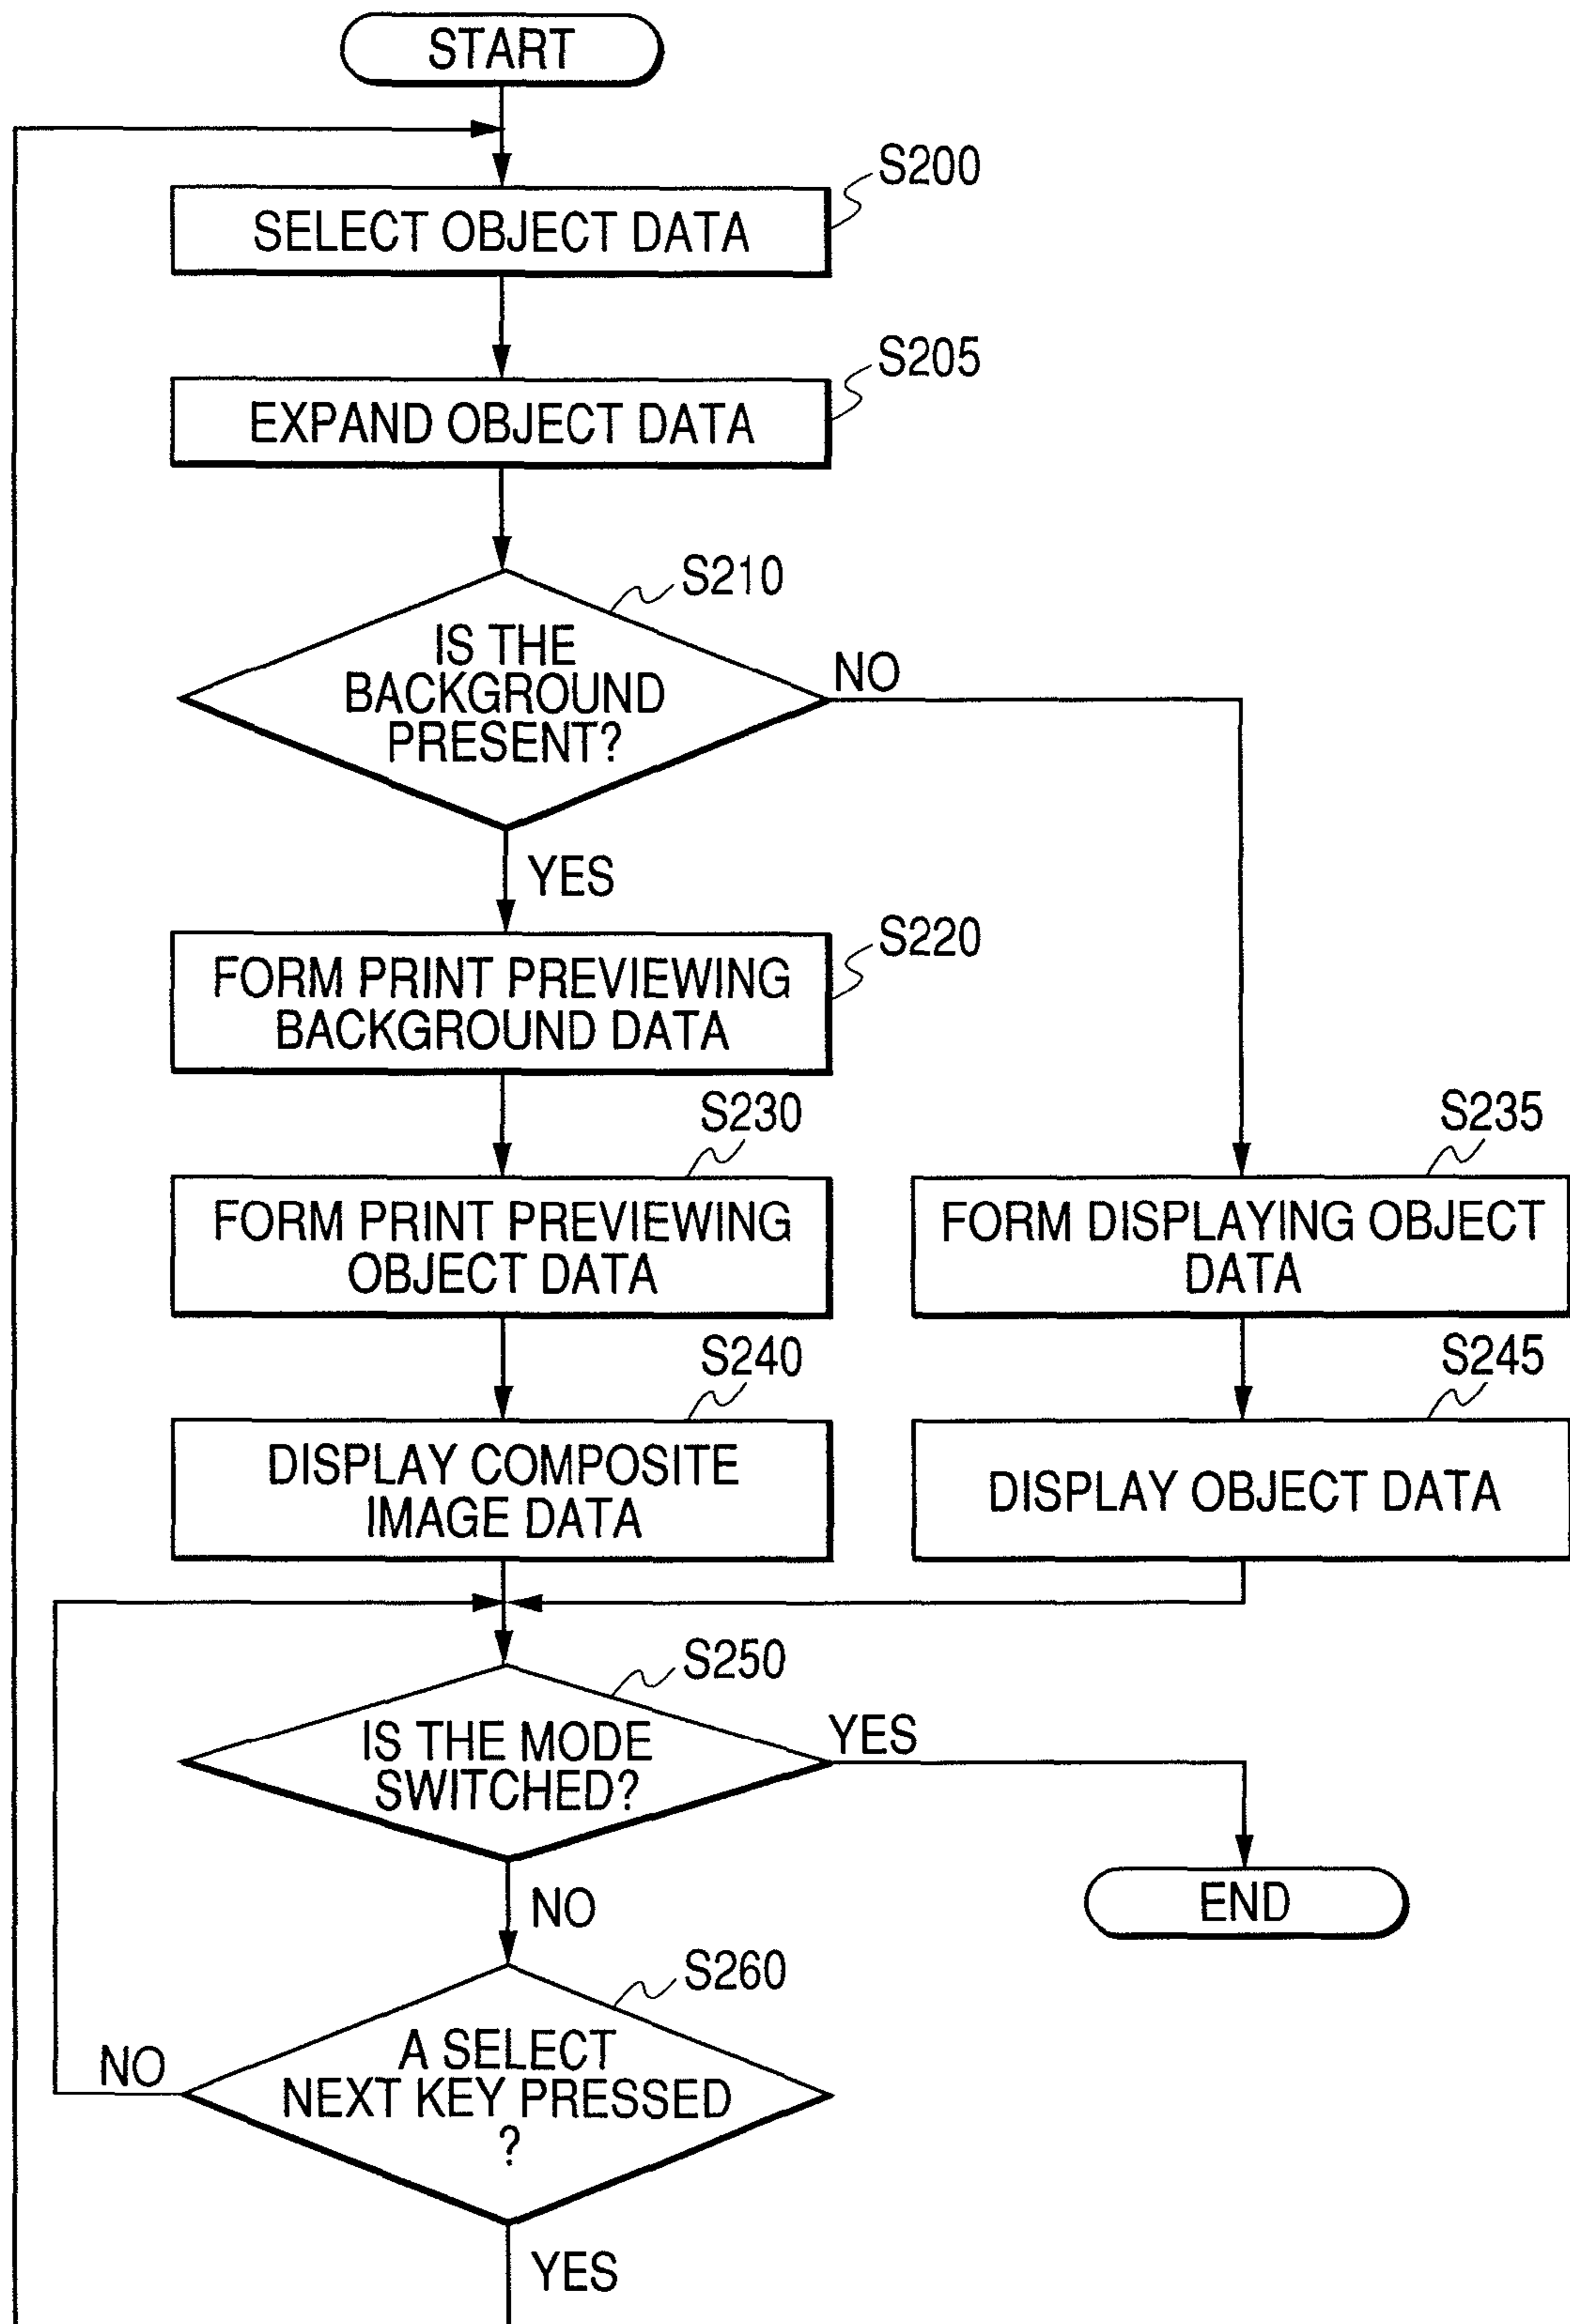 START
S200
SELECT OBJECT DATA
S205
EXPAND OBJECT DATA
S210
IS THE
BACKGROUND
PRESENT?
NO
YES
S220
FORM PRINT PREVIEWING
BACKGROUND DATA
S230
FORM PRINT PREVIEWING
OBJECT DATA
S235
FORM DISPLAYING OBJECT
DATA
S240
DISPLAY COMPOSITE
IMAGE DATA
S245
DISPLAY OBJECT DATA
S250
IS THE MODE
SWITCHED?
YES
END
NO
S260
A SELECT
NEXT KEY PRESSED
?
NO
YES